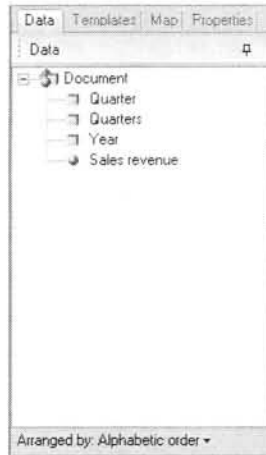 Data Templates Map Properties
Data
Document
Quarter
Quarters
Year
Sales revenue
Arranged by: Alphabetic order